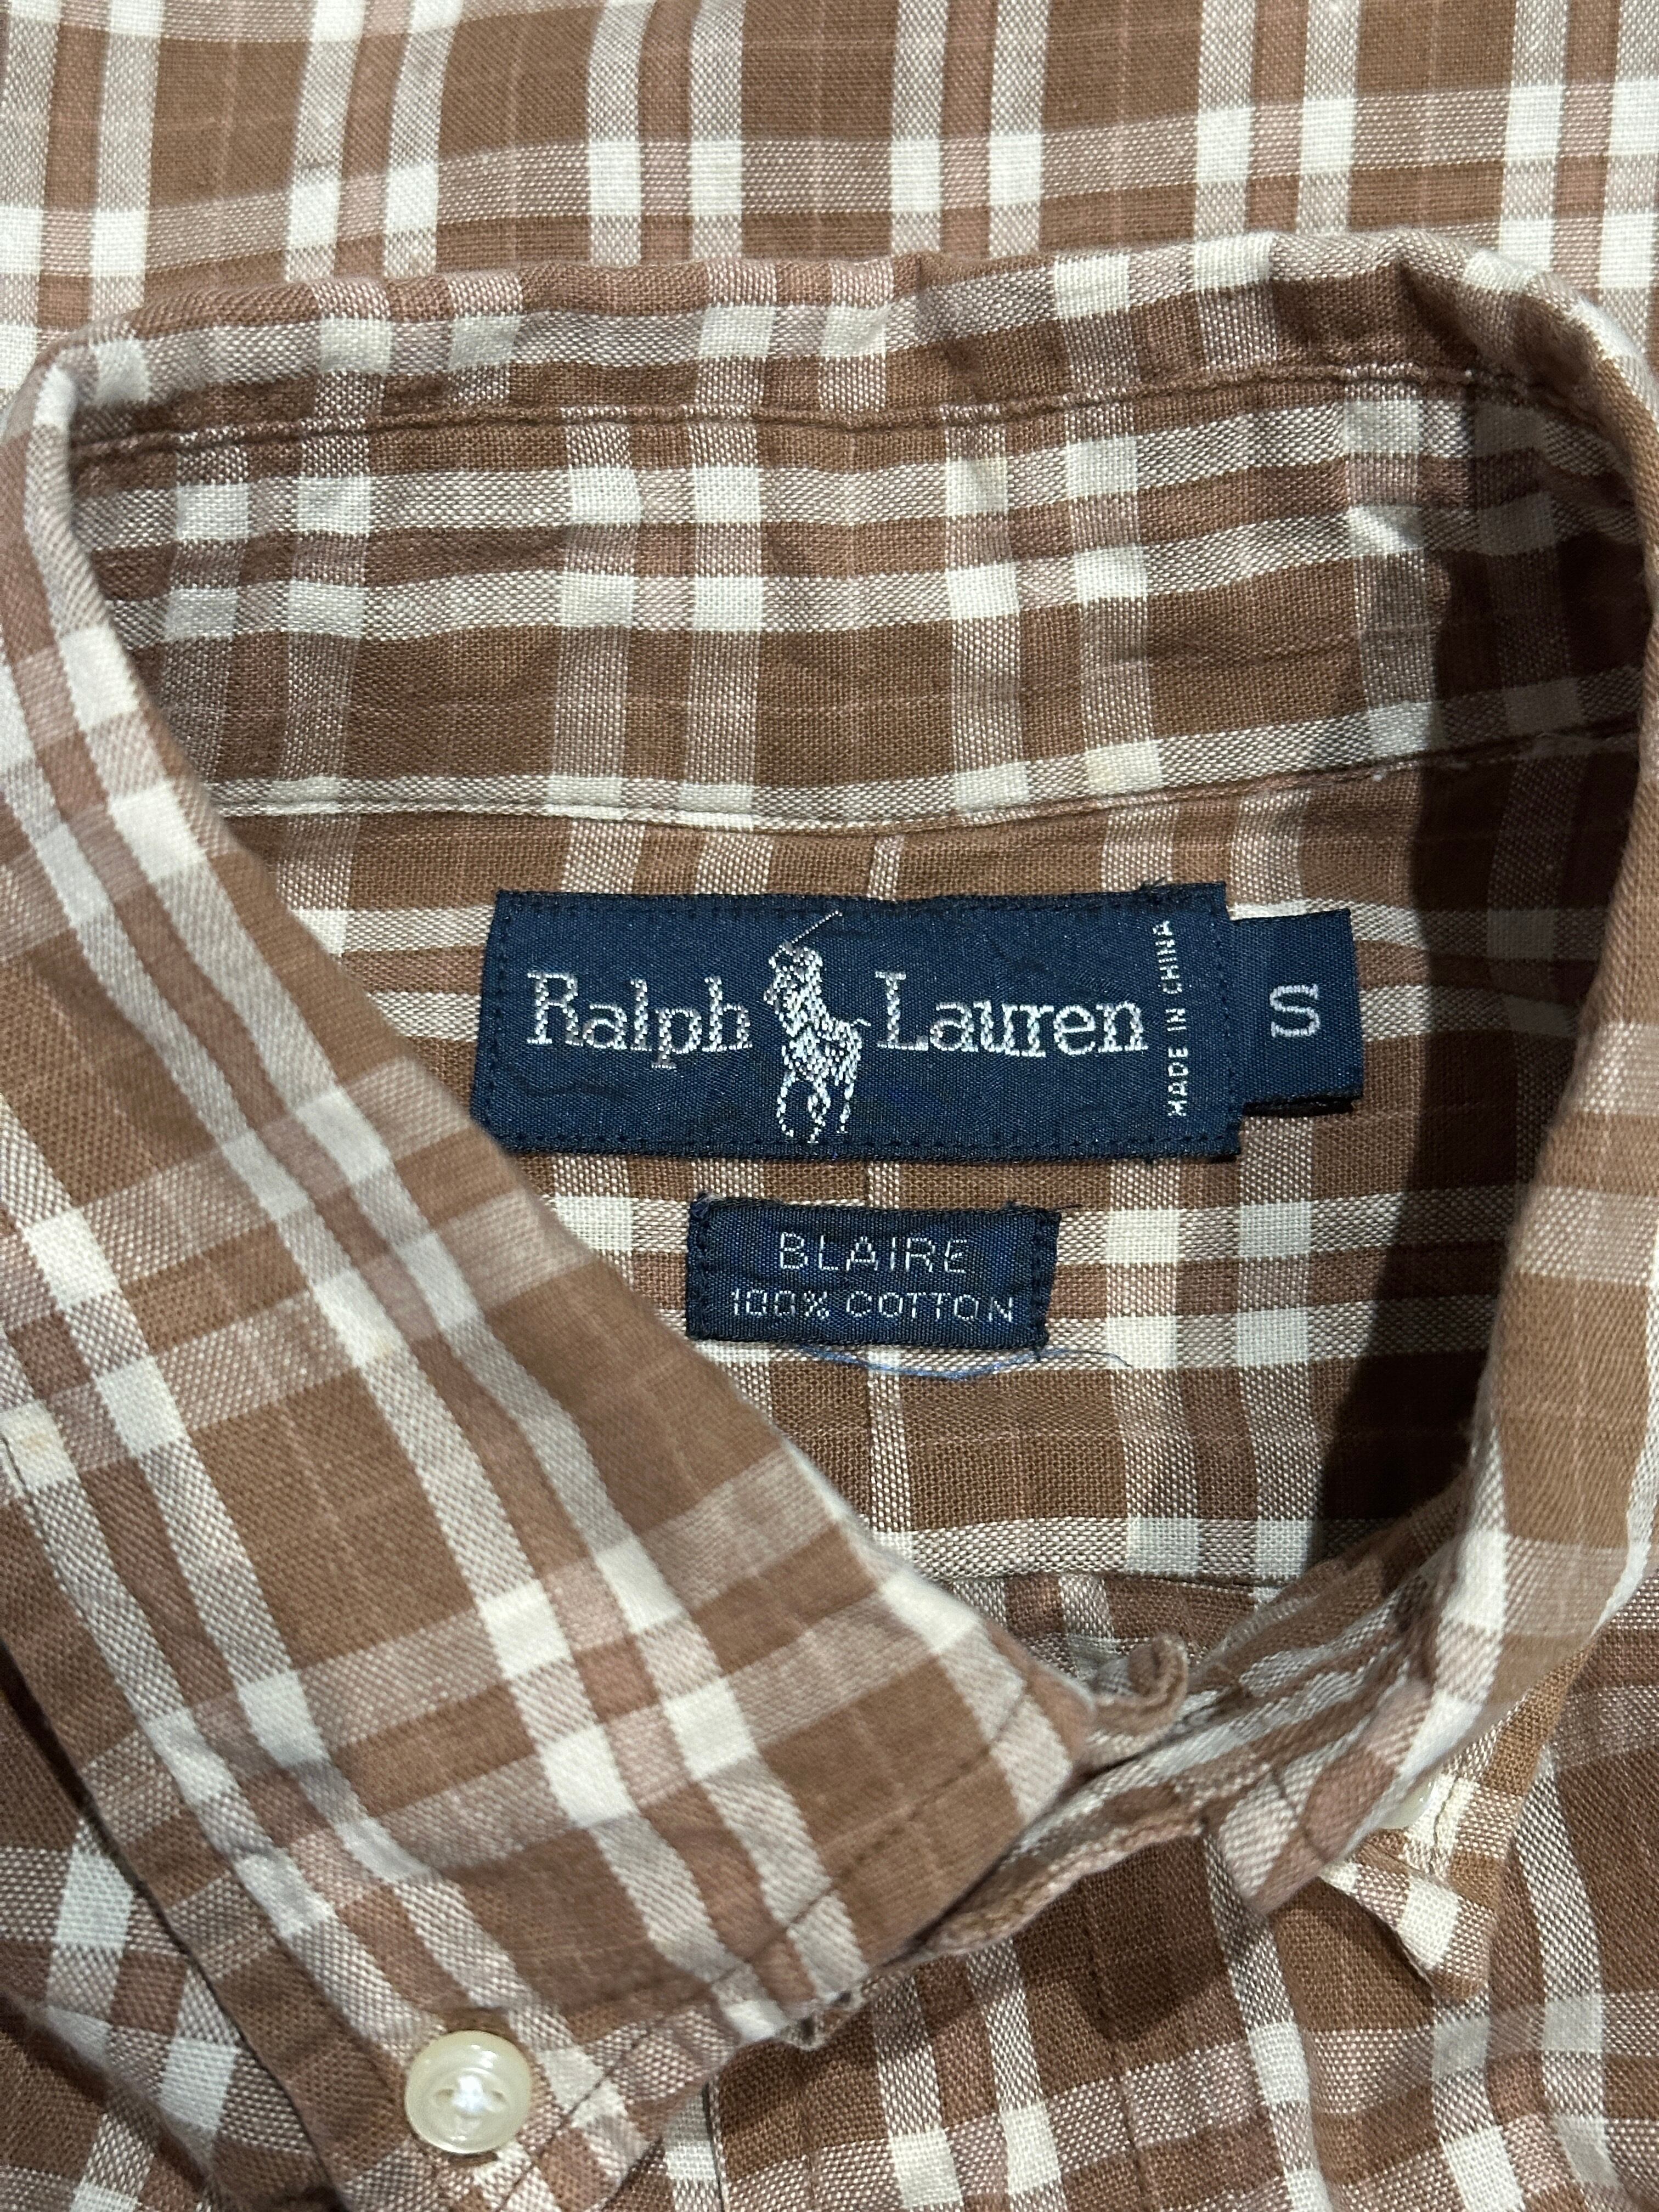 Ralph Lauren
MADE IN CHINA
S
BLAIRE
100% COTTON